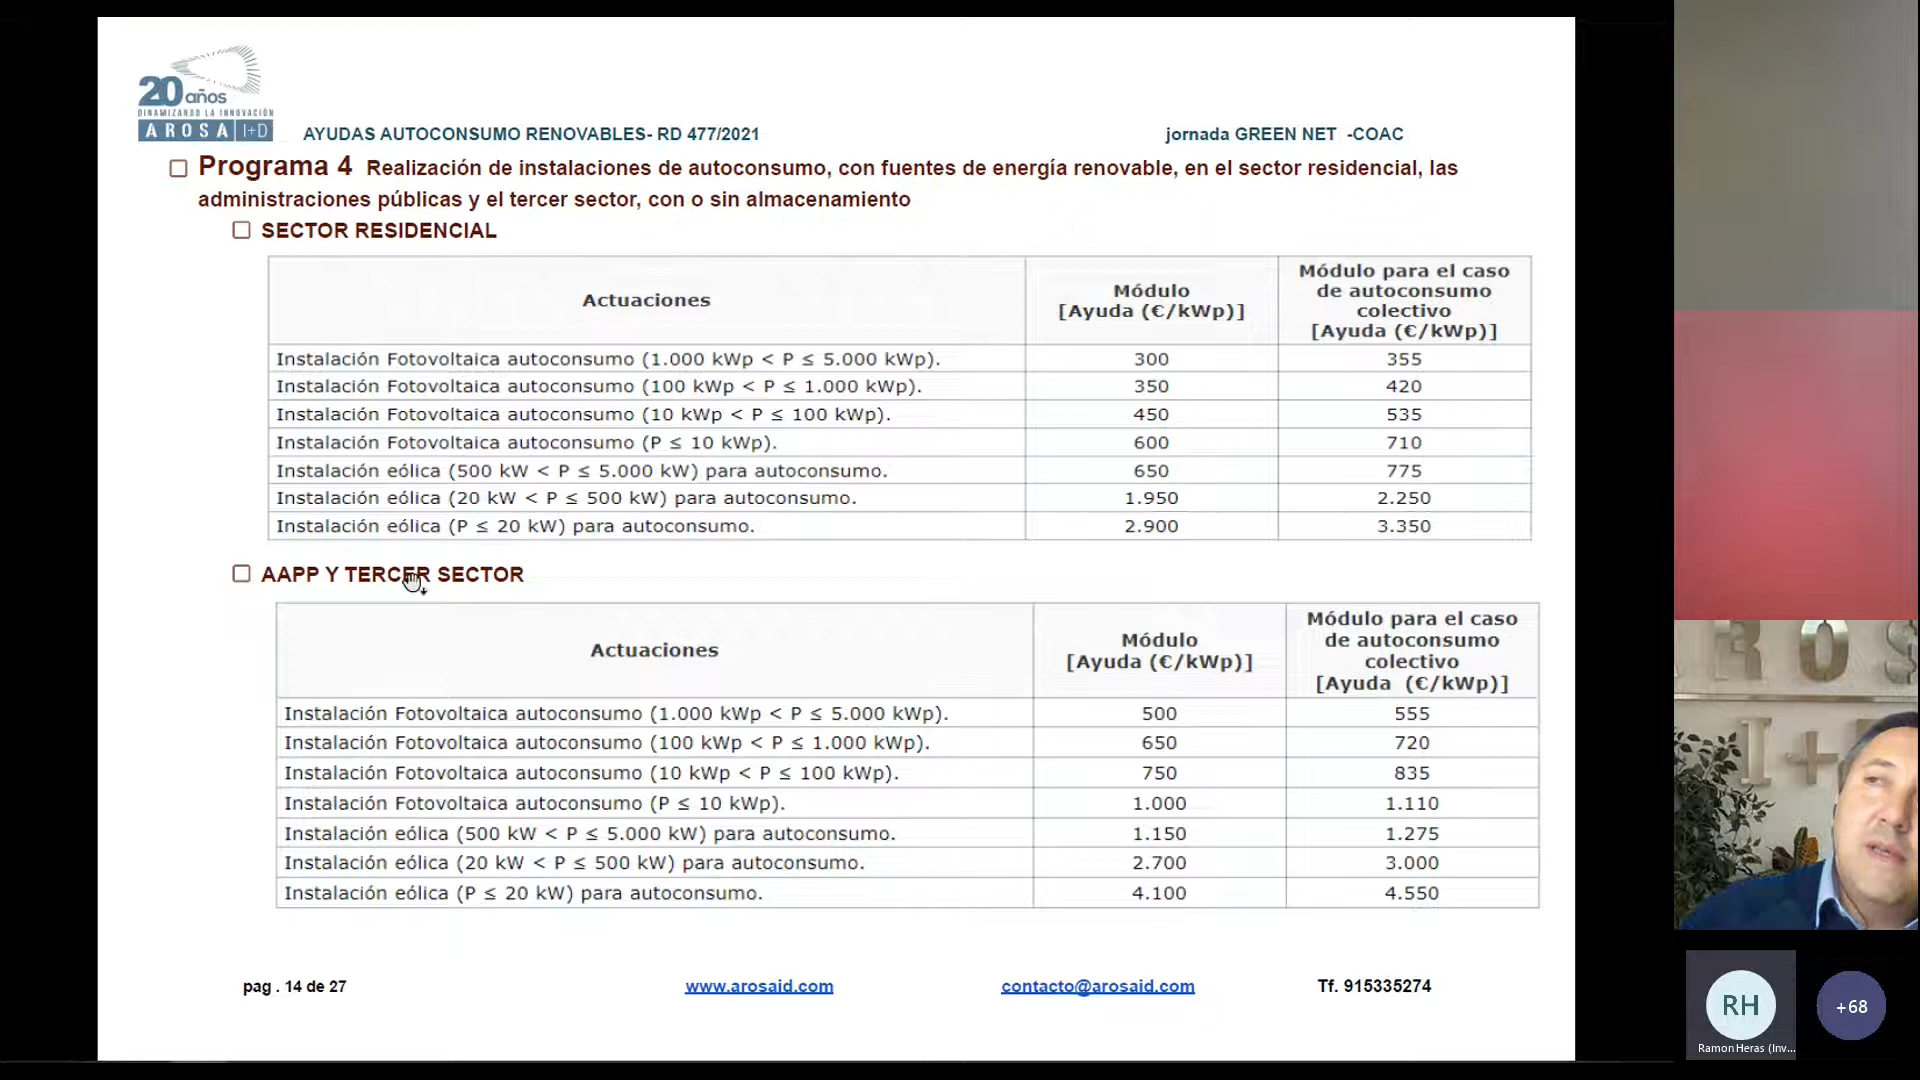 20 años
DINAMIZANDO LA INNOVACIÓN
AROSA I+D
AYUDAS AUTOCONSUMO RENOVABLES- RD 477/2021
jornada GREEN NET -COAC
Programa 4 Realización de instalaciones de autoconsumo, con fuentes de energía renovable, en el sector residencial, las
administraciones públicas y el tercer sector, con o sin almacenamiento
SECTOR RESIDENCIAL
Actuaciones
Módulo
[Ayuda (€/kWp)]
Módulo para el caso
de autoconsumo
colectivo
[Ayuda (€/kWp)]
Instalación Fotovoltaica autoconsumo (1.000 kWp < P ≤ 5.000 kWp). 300 355
Instalación Fotovoltaica autoconsumo (100 kWp < P ≤ 1.000 kWp). 350 420
Instalación Fotovoltaica autoconsumo (10 kWp < P ≤ 100 kWp). 450 535
Instalación Fotovoltaica autoconsumo (P ≤ 10 kWp). 600 710
Instalación eólica (500 kW < P ≤ 5.000 kW) para autoconsumo. 650 775
Instalación eólica (20 kW < P ≤ 500 kW) para autoconsumo. 1.950 2.250
Instalación eólica (P ≤ 20 kW) para autoconsumo. 2.900 3.350
AAPP Y TERCER SECTOR
Actuaciones
Módulo
[Ayuda (€/kWp)]
Módulo para el caso
de autoconsumo
colectivo
[Ayuda (€/kWp)]
Instalación Fotovoltaica autoconsumo (1.000 kWp < P ≤ 5.000 kWp). 500 555
Instalación Fotovoltaica autoconsumo (100 kWp < P ≤ 1.000 kWp). 650 720
Instalación Fotovoltaica autoconsumo (10 kWp < P ≤ 100 kWp). 750 835
Instalación Fotovoltaica autoconsumo (P ≤ 10 kWp). 1.000 1.110
Instalación eólica (500 kW < P ≤ 5.000 kW) para autoconsumo. 1.150 1.275
Instalación eólica (20 kW < P ≤ 500 kW) para autoconsumo. 2.700 3.000
Instalación eólica (P ≤ 20 kW) para autoconsumo. 4.100 4.550
pag . 14 de 27
www.arosaid.com
contacto@arosaid.com
Tf. 915335274
ROS
I+
RH
Ramon Heras (Inv...
+68